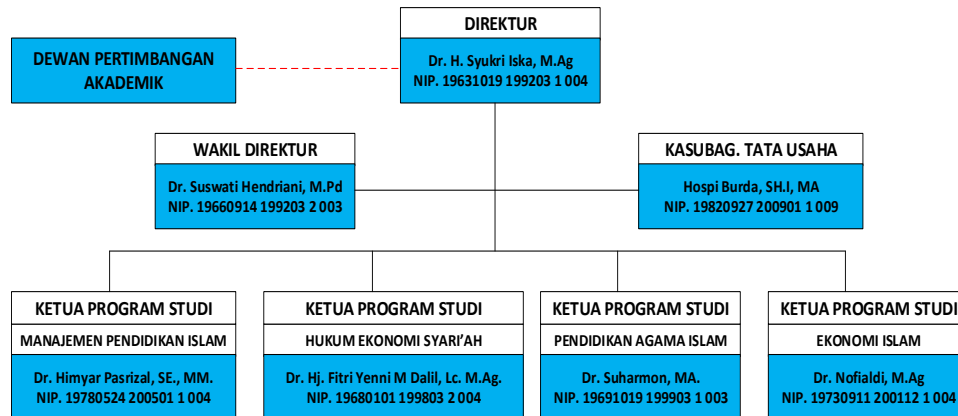 DIREKTUR
Dr. H. Syukri Iska, M.Ag
NIP. 19631019 199203 1 004
DEWAN PERTIMBANGAN
AKADEMIK
WAKIL DIREKTUR
Dr. Suswati Hendriani, M.Pd
NIP. 19660914 199203 2 003
KASUBAG. TATA USAHA
Hospi Burda, SH.I, MA
NIP. 19820927 200901 1 009
KETUA PROGRAM STUDI
MANAJEMEN PENDIDIKAN ISLAM
Dr. Himyar Pasrizal, SE., MM.
NIP. 19780524 200501 1 004
KETUA PROGRAM STUDI
HUKUM EKONOMI SYARI’AH
Dr. Hj. Fitri Yenni M Dalil, Lc. M.Ag.
NIP. 19680101 199803 2 004
KETUA PROGRAM STUDI
PENDIDIKAN AGAMA ISLAM
Dr. Suharmon, MA.
NIP. 19691019 199903 1 003
KETUA PROGRAM STUDI
EKONOMI ISLAM
Dr. Nofialdi, M.Ag
NIP. 19730911 200112 1 004